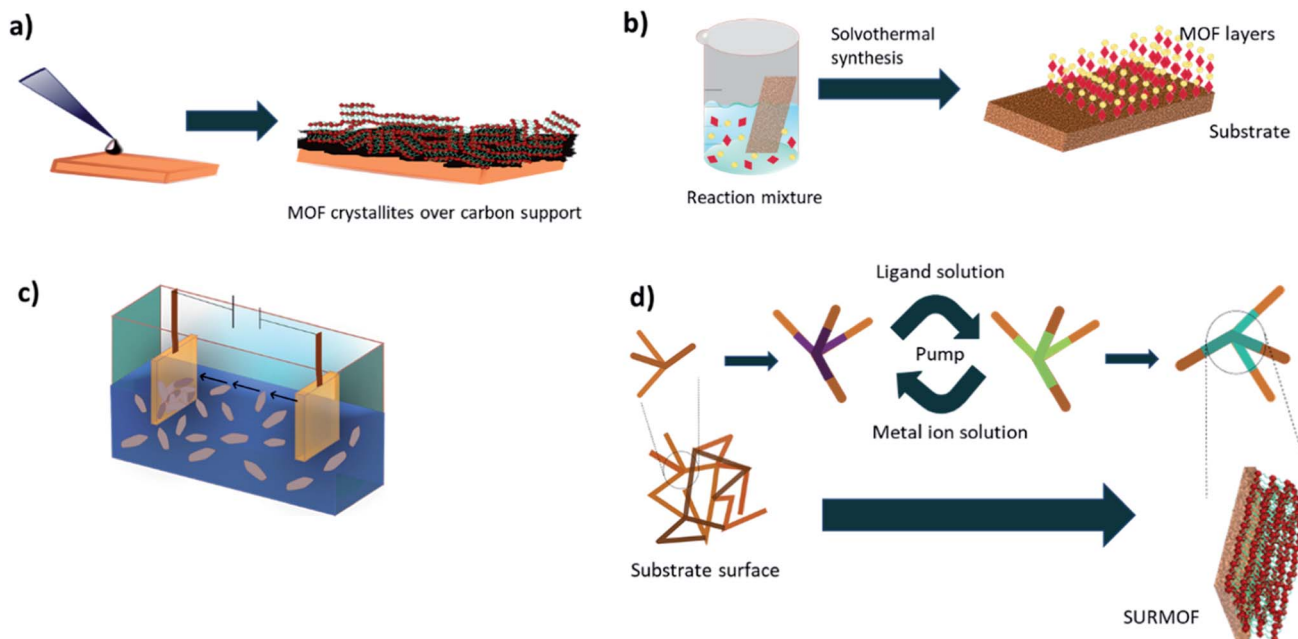 a)
MOF crystallites over carbon support
b)
Solvothermal
synthesis
MOF layers
Substrate
Reaction mixture
c)
d)
Ligand solution
Pump
Metal ion solution
Substrate surface
SURMOF